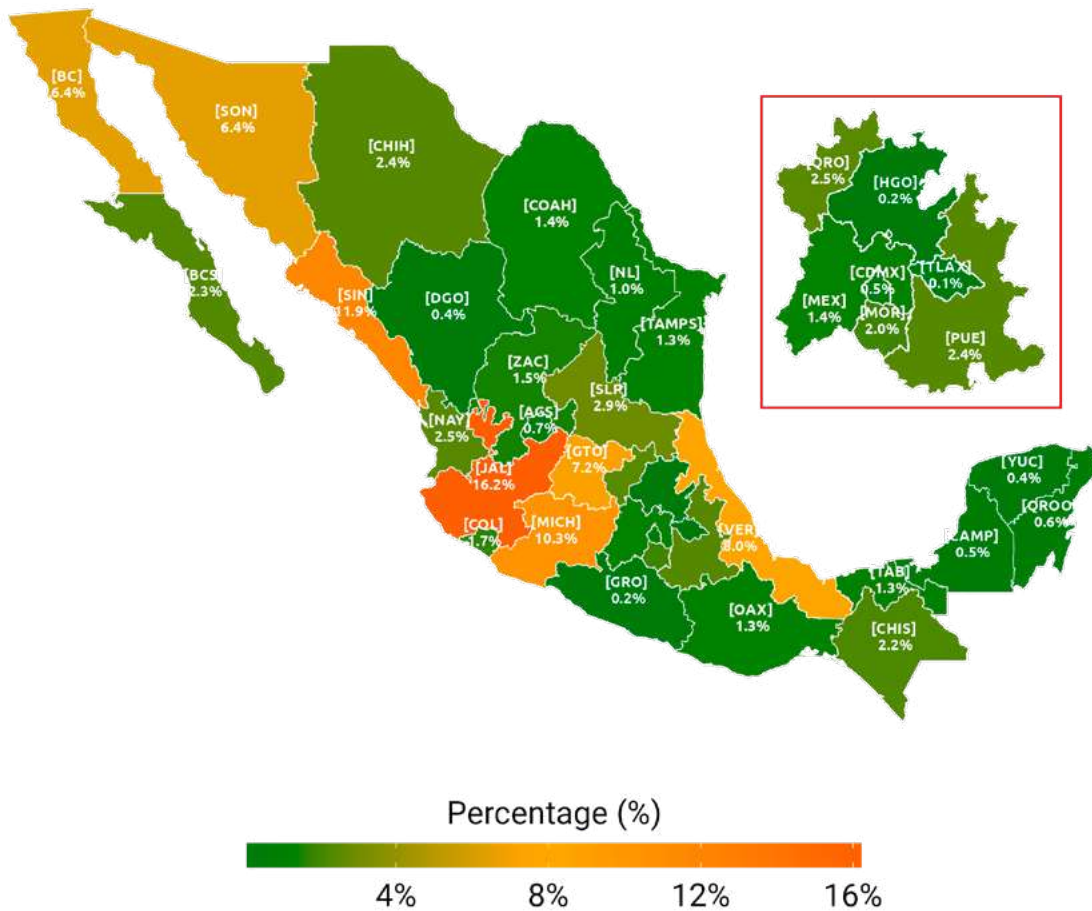 [BC]
6.4%
[SON]
6.4%
[CHIH]
2.4%
[COAH]
1.4%
[BCS]
2.3%
[SIN]
11.9%
[DGO]
0.4%
[NL]
1.0%
[TAMPS]
1.3%
[ZAC]
1.5%
[SLP]
2.9%
[NAY]
2.5%
[AGS]
0.7%
[JAL]
16.2%
[GTO]
7.2%
[COL]
1.7%
[MICH]
10.3%
[VER]
8.0%
[GRO]
0.2%
[OAX]
1.3%
[TAB]
1.3%
[CHIS]
2.2%
[CAMP]
0.5%
[YUC]
0.4%
[QROO]
0.6%
[QRO]
2.5%
[HGO]
0.2%
[CDMX]
0.5%
[TLAX]
0.1%
[MEX]
1.4%
[MOR]
2.0%
[PUE]
2.4%
Percentage (%)
4% 8% 12% 16%